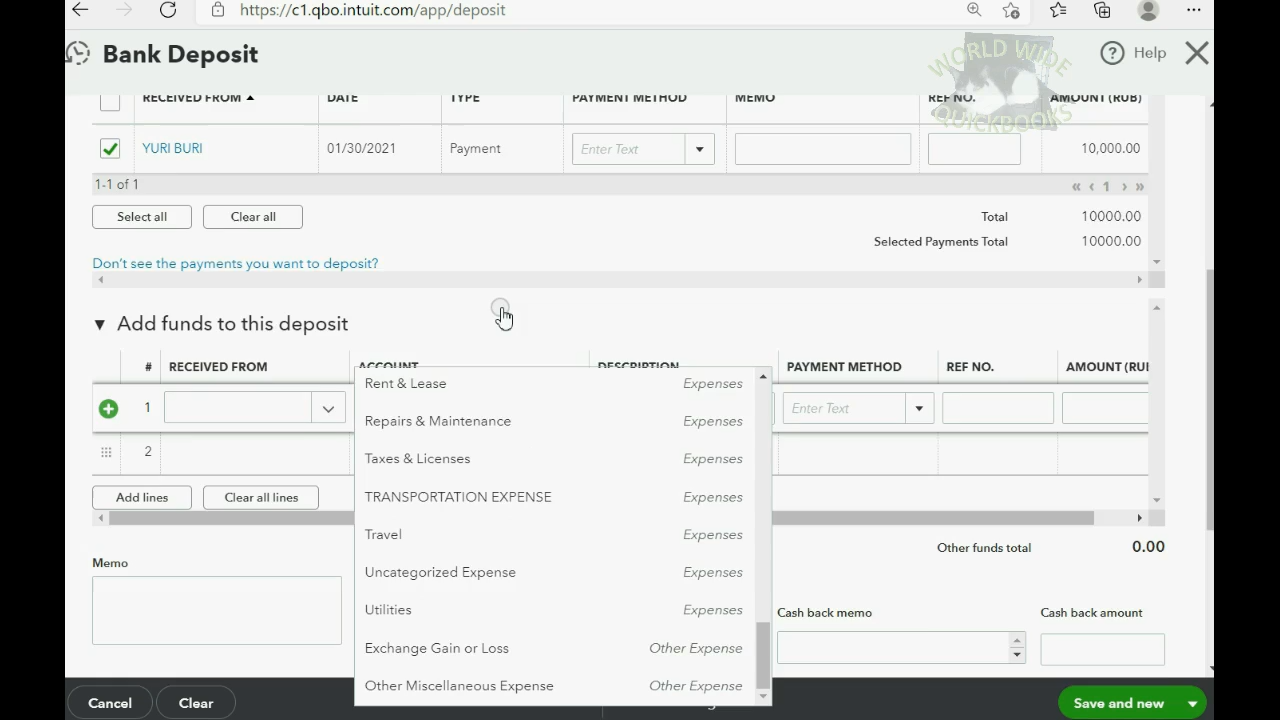 https://c1.qbo.intuit.com/app/deposit
Bank Deposit
Help
WORLD WIDE
QUICKBOOKS
RECEIVED FROM DATE TYPE PAYMENT METHOD MEMO REF NO. AMOUNT (RUB)
YURI BURI 01/30/2021 Payment Enter Text 10,000.00
1-1 of 1 « ‹ 1 › »
Select all Clear all Total 10000.00
Selected Payments Total 10000.00
Don't see the payments you want to deposit?
Add funds to this deposit
# RECEIVED FROM ACCOUNT DESCRIPTION PAYMENT METHOD REF NO. AMOUNT (RU
Rent & Lease Expenses
1 Enter Text
Repairs & Maintenance Expenses
2
Taxes & Licenses Expenses
Add lines Clear all lines
TRANSPORTATION EXPENSE Expenses
Travel Expenses
Other funds total 0.00
Memo
Uncategorized Expense Expenses
Utilities Expenses
Cash back memo Cash back amount
Exchange Gain or Loss Other Expense
Other Miscellaneous Expense Other Expense
Cancel Clear Save and new